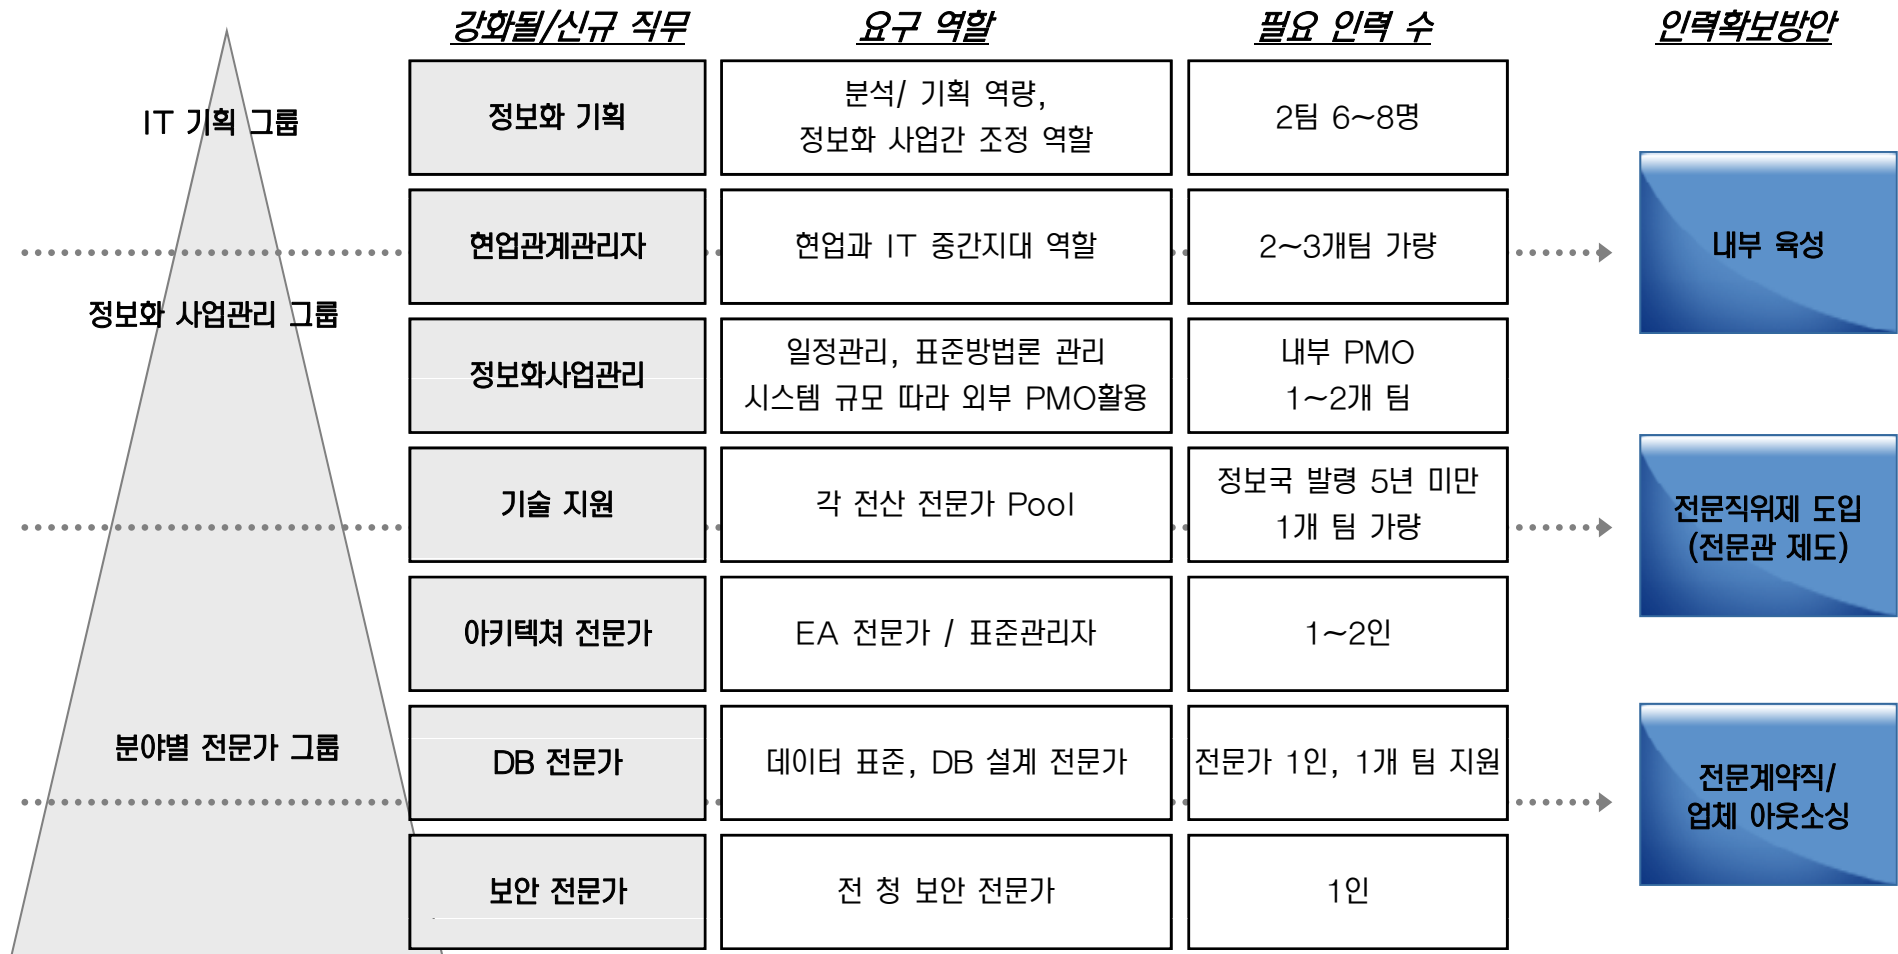 강화될/신규 직무
요구 역할
필요 인력 수
인력확보방안
IT 기획 그룹
정보화 기획
분석/ 기획 역량,
정보화 사업간 조정 역할
2팀 6~8명
현업관계관리자
현업과 IT 중간지대 역할
2~3개팀 가량
내부 육성
정보화 사업관리 그룹
정보화사업관리
일정관리, 표준방법론 관리
시스템 규모 따라 외부 PMO활용
내부 PMO
1~2개 팀
기술 지원
각 전산 전문가 Pool
정보국 발령 5년 미만
1개 팀 가량
전문직위제 도입
(전문관 제도)
아키텍쳐 전문가
EA 전문가 / 표준관리자
1~2인
분야별 전문가 그룹
DB 전문가
데이터 표준, DB 설계 전문가
전문가 1인, 1개 팀 지원
전문계약직/
업체 아웃소싱
보안 전문가
전 청 보안 전문가
1인